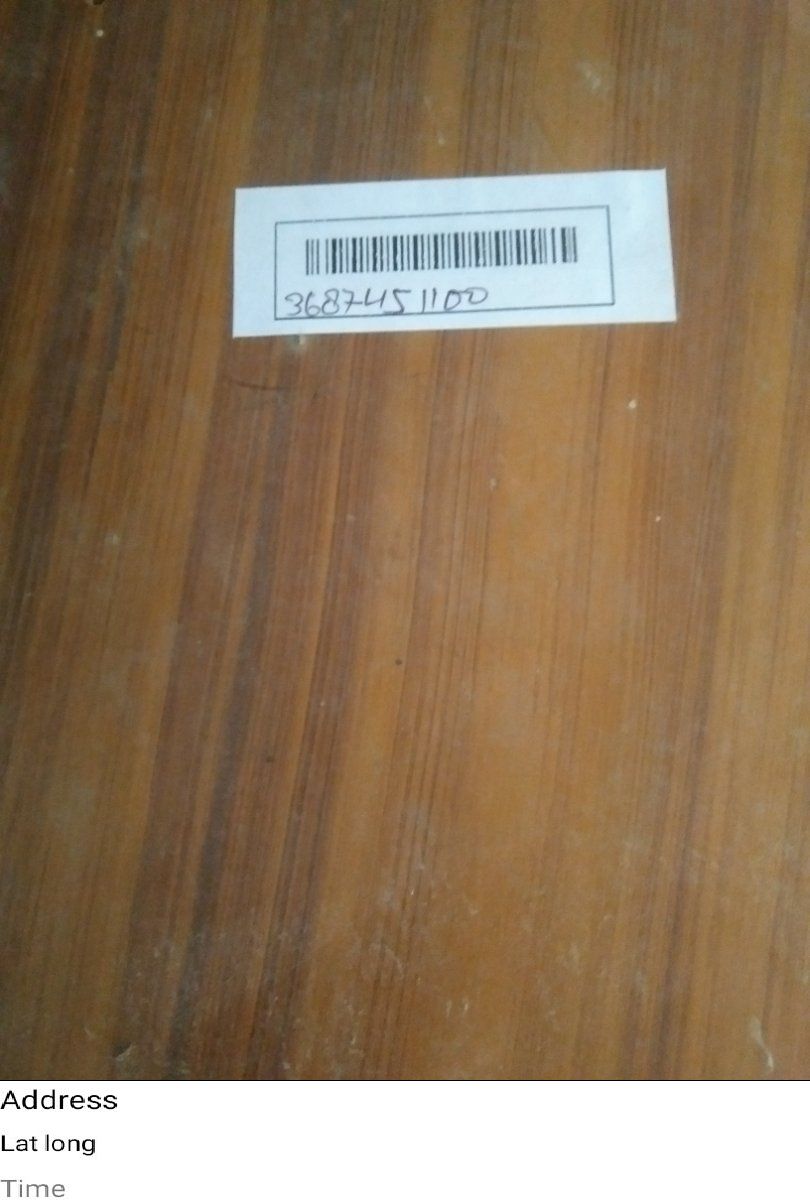 3687451100
Address
Lat long
Time